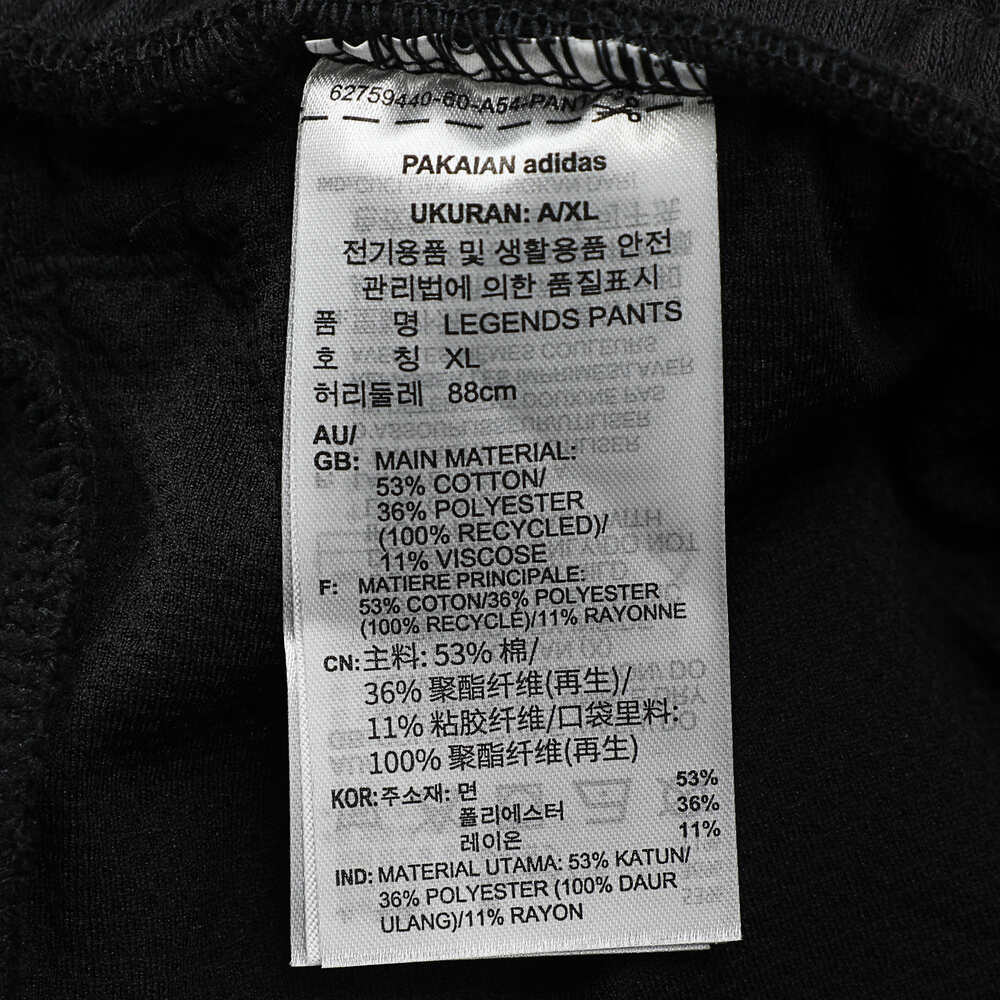 62759440-60-A54-PANT
PAKAIAN adidas
UKURAN: A/XL
전기용품 및 생활용품 안전
관리법에 의한 품질표시
품 명 LEGENDS PANTS
호 칭 XL
허리둘레 88cm
AU/
GB: MAIN MATERIAL:
53% COTTON/
36% POLYESTER
(100% RECYCLED)/
11% VISCOSE
F: MATIERE PRINCIPALE:
53% COTON/36% POLYESTER
(100% RECYCLE)/11% RAYONNE
CN: 主料: 53% 棉/
36% 聚酯纤维(再生)/
11% 粘胶纤维/口袋里料:
100% 聚酯纤维(再生)
KOR: 주소재: 면 53%
폴리에스터 36%
레이온 11%
IND: MATERIAL UTAMA: 53% KATUN/
36% POLYESTER (100% DAUR
ULANG)/11% RAYON